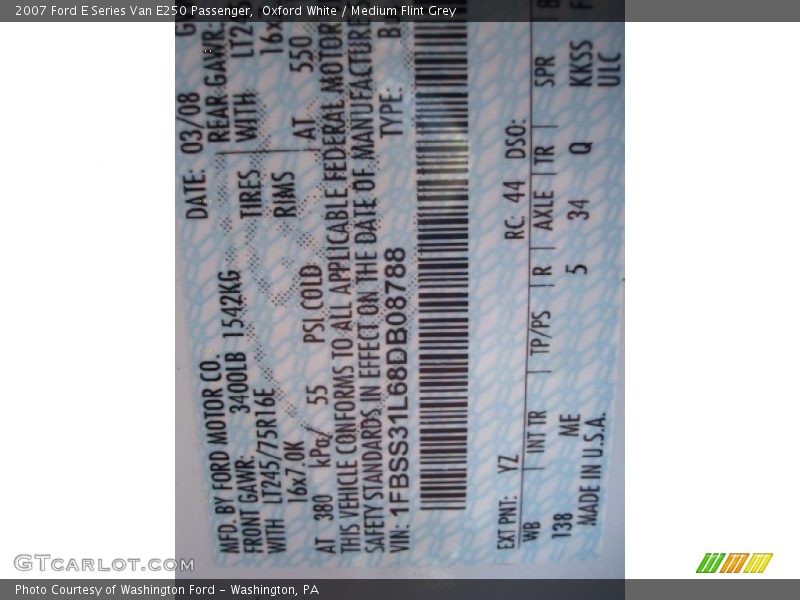 2007 Ford E Series Van E250 Passenger, Oxford White / Medium Flint Grey
MFD. BY FORD MOTOR CO.
DATE: 03/08
FRONT GAWR: 3400LB 1542KG
REAR GAWR:
WITH LT245/75R16E TIRES
WITH
16x7.0K RIMS
AT 380 kPa/ 55 PSI COLD
AT 550
THIS VEHICLE CONFORMS TO ALL APPLICABLE FEDERAL MOTOR
SAFETY STANDARDS IN EFFECT ON THE DATE OF MANUFACTURE
VIN: 1FBSS31L68DB08788
TYPE:
EXT PNT: YZ RC: 44 DSO:
WB INT TR TP/PS R AXLE TR SPR
138 ME 5 34 Q KKSS
MADE IN U.S.A. ULC
GTCARLOT.COM
Photo Courtesy of Washington Ford - Washington, PA